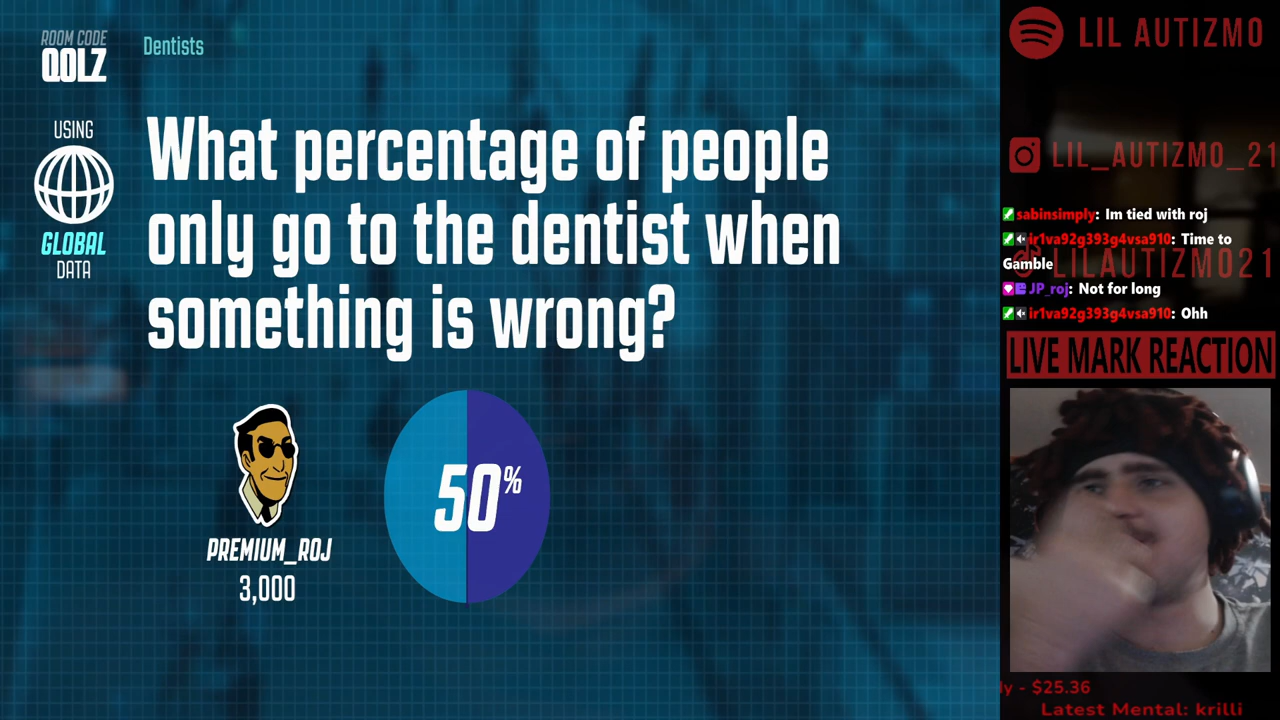 ROOM CODE
QOLZ
Dentists
USING
GLOBAL
DATA
What percentage of people
only go to the dentist when
something is wrong?
50%
PREMIUM_ROJ
3,000
LIL AUTIZMO
LIL_AUTIZMO_21
sabinsimply: Im tied with roj
ir1va92g393g4vsa910: Time to
Gamble
LILAUTIZMO21
JP_roj: Not for long
ir1va92g393g4vsa910: Ohh
LIVE MARK REACTION
ly - $25.36
Latest Mental: krilli